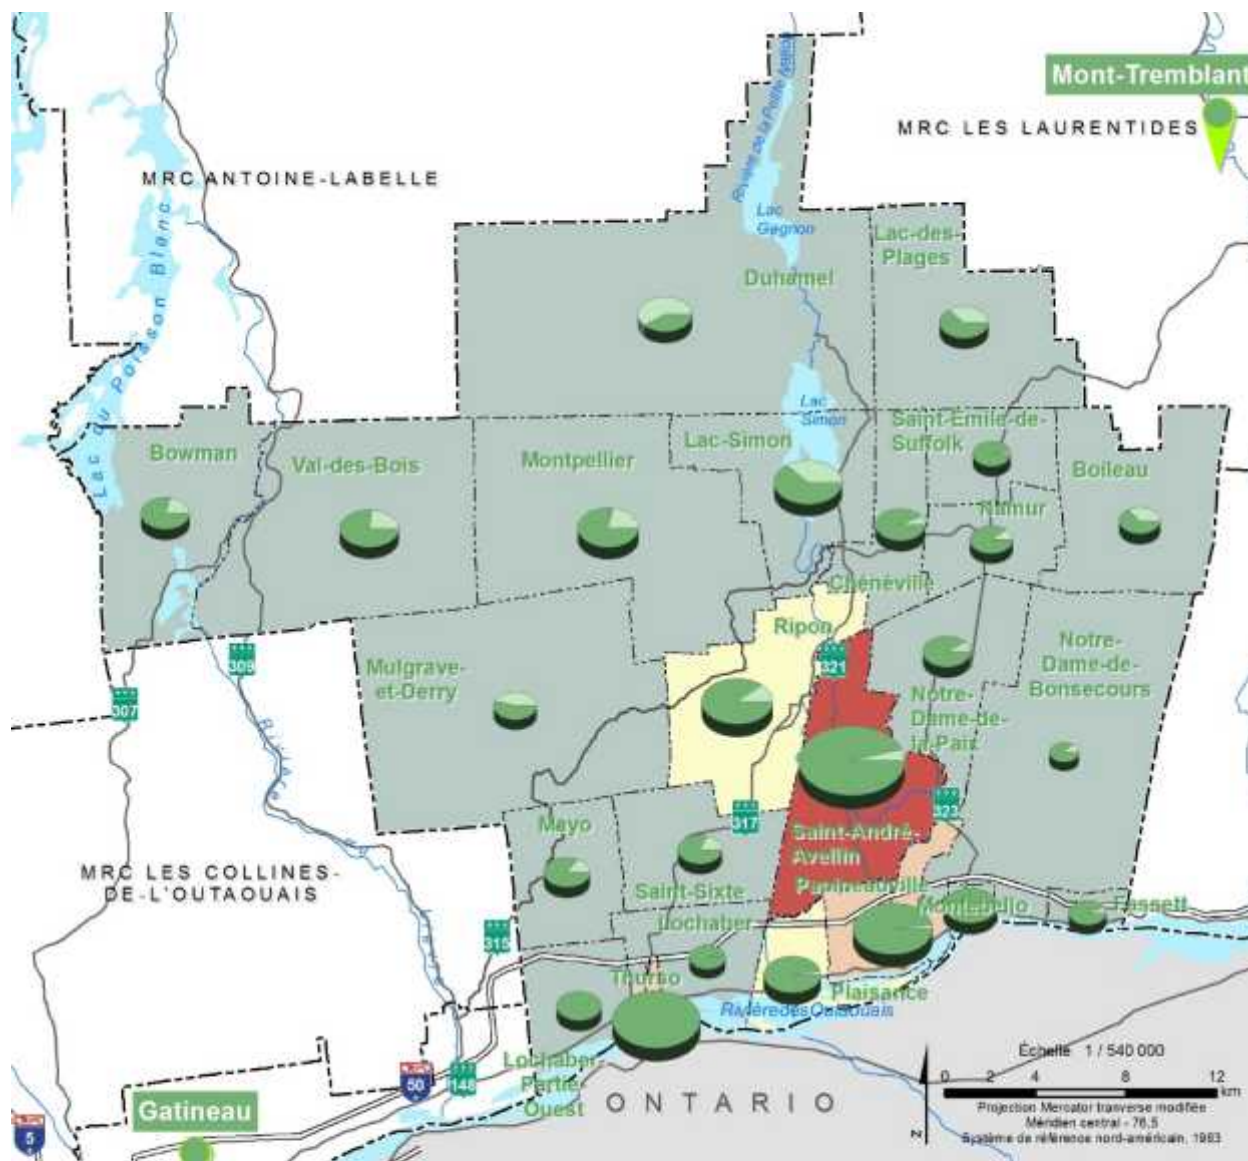 Mont-Tremblant
MRC LES LAURENTIDES
MRC ANTOINE-LABELLE
Rivière de la Petite Nation
Lac
Gagnon
Lac-des-
Plages
Duhamel
Lac du Poisson Blanc
Lac
Simon
Saint-Émile-de-
Suffolk
Lac-Simon
Bowman
Val-des-Bois
Montpellier
Boileau
Namur
Chénéville
Ripon
Notre-
Dame-de-
Bonsecours
Mulgrave-
et-Derry
321
309
307
Notre-
Dame-de-
la-Paix
317
323
Mayo
Saint-André-
Avellin
MRC LES COLLINES-
DE-L'OUTAOUAIS
Saint-Sixte
Papineauville
Montebello
Fassett
Lochaber
315
Thurso
Plaisance
Rivière des Outaouais
Lochaber-
Partie-
Ouest
50
148
Gatineau
5
ONTARIO
Échelle 1 / 540 000
0 2 4 8 12
km
Projection Mercator tranverse modifiée
Méridien central - 76,5
Système de référence nord-américain, 1983
N